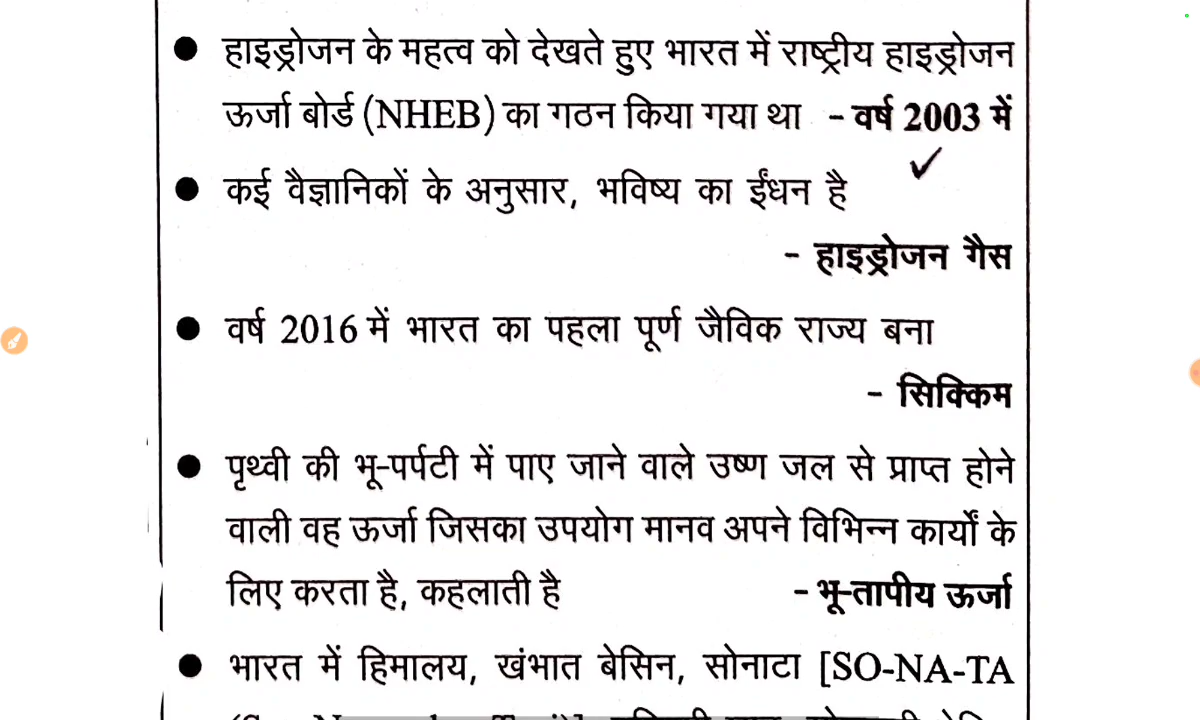 ● हाइड्रोजन के महत्व को देखते हुए भारत में राष्ट्रीय हाइड्रोजन
ऊर्जा बोर्ड (NHEB) का गठन किया गया था - वर्ष 2003 में
● कई वैज्ञानिकों के अनुसार, भविष्य का ईंधन है
- हाइड्रोजन गैस
● वर्ष 2016 में भारत का पहला पूर्ण जैविक राज्य बना
- सिक्किम
● पृथ्वी की भू-पर्पटी में पाए जाने वाले उष्ण जल से प्राप्त होने
वाली वह ऊर्जा जिसका उपयोग मानव अपने विभिन्न कार्यों के
लिए करता है, कहलाती है - भू-तापीय ऊर्जा
● भारत में हिमालय, खंभात बेसिन, सोनाटा [SO-NA-TA